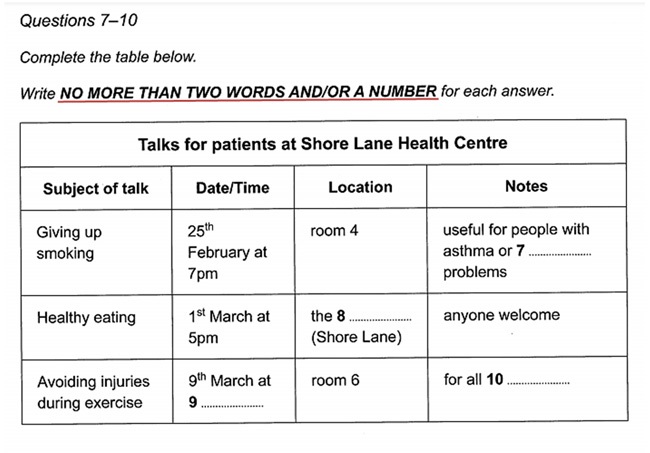 Questions 7–10
Complete the table below.
Write NO MORE THAN TWO WORDS AND/OR A NUMBER for each answer.
Talks for patients at Shore Lane Health Centre
Subject of talk Date/Time Location Notes
Giving up
smoking
25th
February at
7pm
room 4
useful for people with
asthma or 7 ....................
problems
Healthy eating
1st March at
5pm
the 8 ....................
(Shore Lane)
anyone welcome
Avoiding injuries
during exercise
9th March at
9 ....................
room 6
for all 10 ....................